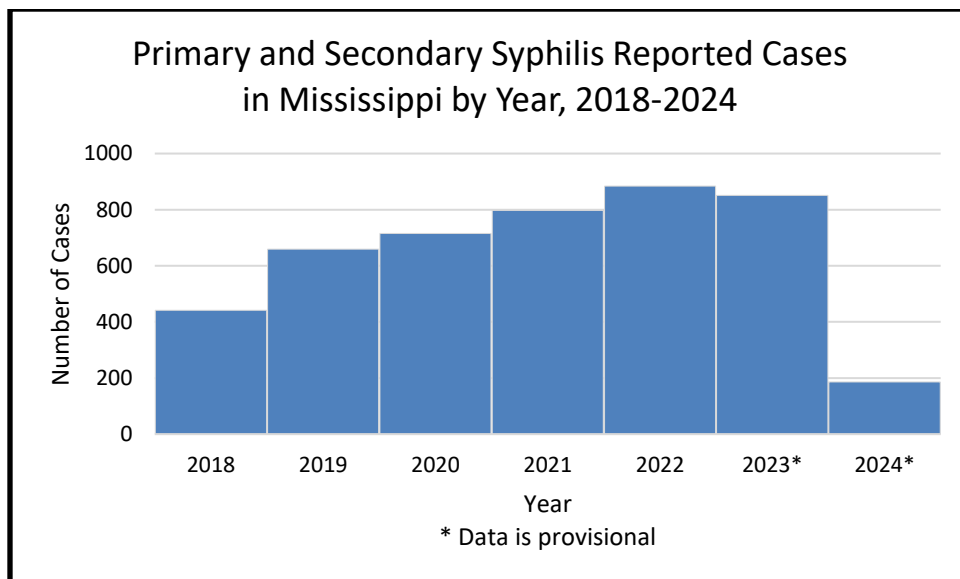 Primary and Secondary Syphilis Reported Cases
in Mississippi by Year, 2018-2024
Number of Cases
1000
800
600
400
200
0
2018 2019 2020 2021 2022 2023* 2024*
Year
* Data is provisional